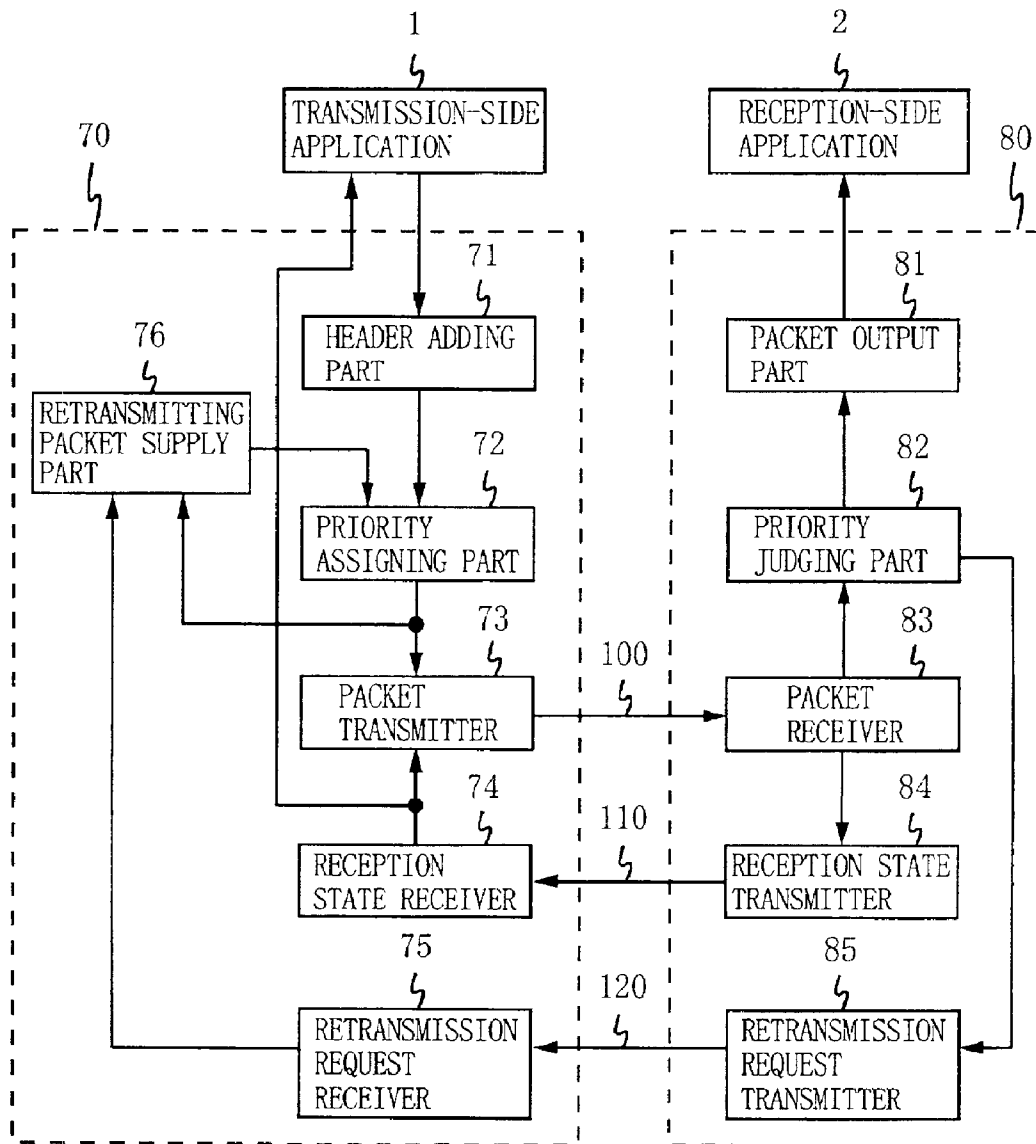 1
2
TRANSMISSION-SIDE
APPLICATION
RECEPTION-SIDE
APPLICATION
70
80
71
81
HEADER ADDING
PART
PACKET OUTPUT
PART
76
RETRANSMITTING
PACKET SUPPLY
PART
72
82
PRIORITY
ASSIGNING PART
PRIORITY
JUDGING PART
73
83
100
PACKET
TRANSMITTER
PACKET
RECEIVER
74
84
110
RECEPTION
STATE RECEIVER
RECEPTION STATE
TRANSMITTER
75
85
120
RETRANSMISSION
REQUEST
RECEIVER
RETRANSMISSION
REQUEST
TRANSMITTER